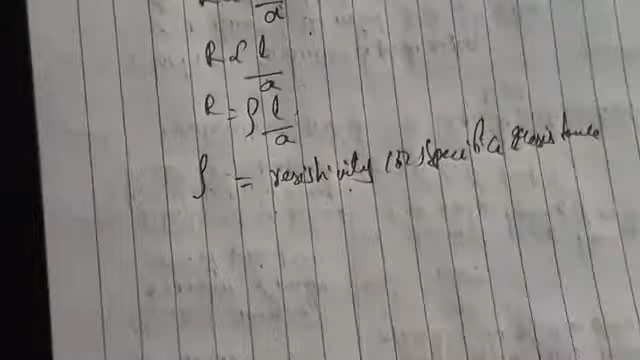 a
R ∝ l/a
R = ρ l/a
ρ = resistivity (or) specific resistance